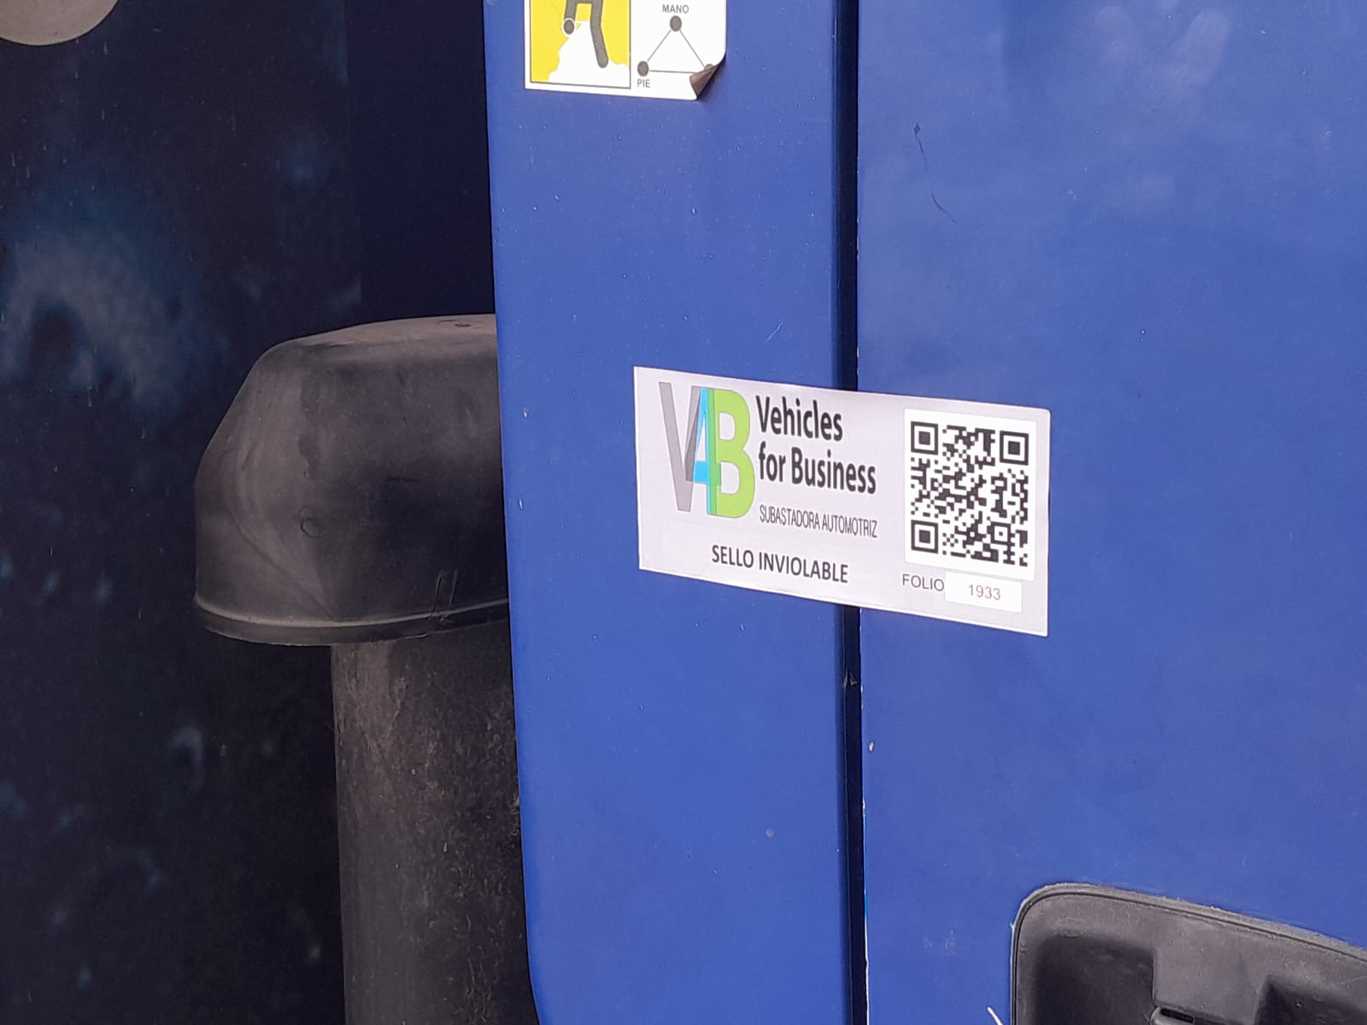 MANO
PIE
V4B
Vehicles
for Business
SUBASTADORA AUTOMOTRIZ
SELLO INVIOLABLE
FOLIO 1933